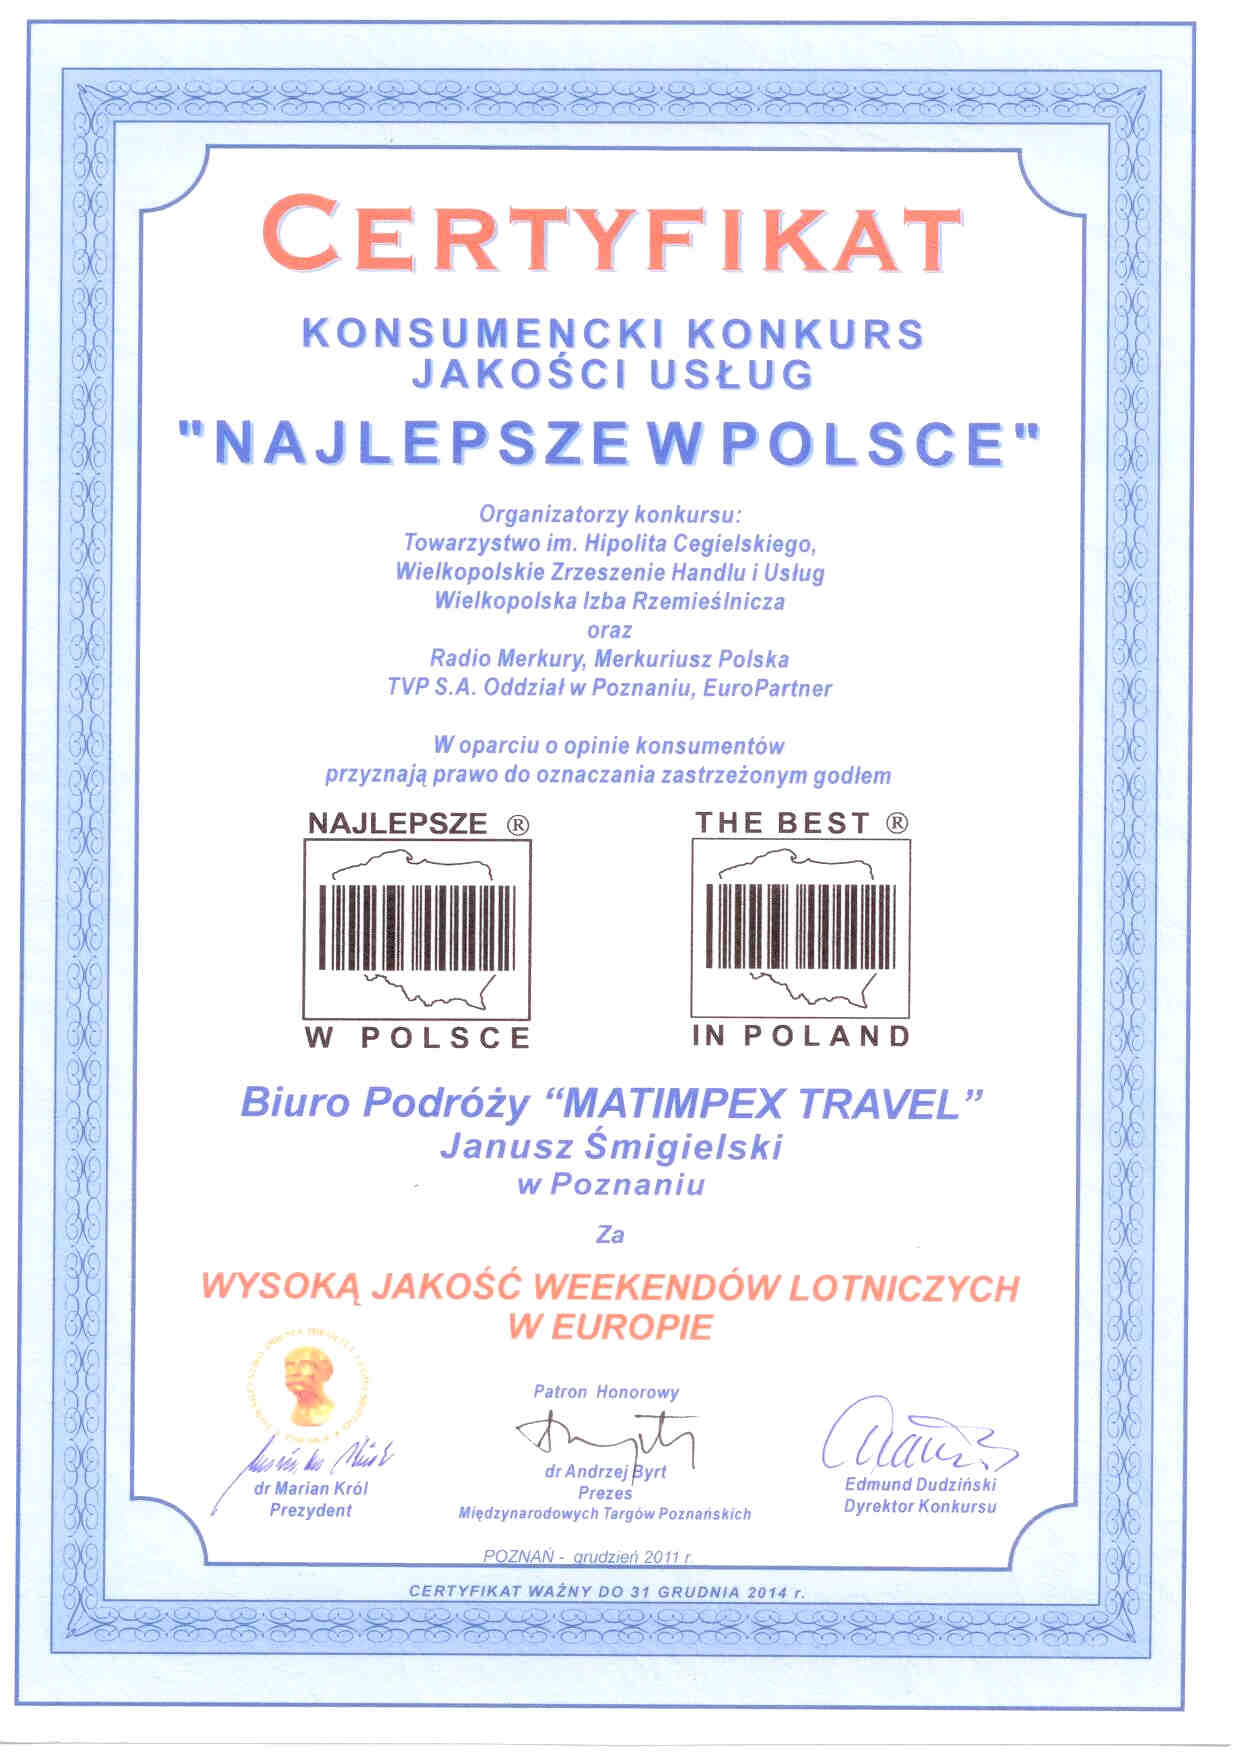 CERTYFIKAT
KONSUMENCKI KONKURS
JAKOŚCI USŁUG
"NAJLEPSZE W POLSCE"
Organizatorzy konkursu:
Towarzystwo im. Hipolita Cegielskiego,
Wielkopolskie Zrzeszenie Handlu i Usług
Wielkopolska Izba Rzemieślnicza
oraz
Radio Merkury, Merkuriusz Polska
TVP S.A. Oddział w Poznaniu, EuroPartner
W oparciu o opinie konsumentów
przyznają prawo do oznaczania zastrzeżonym godłem
NAJLEPSZE ®
W POLSCE
THE BEST ®
IN POLAND
Biuro Podróży “MATIMPEX TRAVEL”
Janusz Śmigielski
w Poznaniu
Za
WYSOKĄ JAKOŚĆ WEEKENDÓW LOTNICZYCH
W EUROPIE
Patron Honorowy
dr Marian Król
Prezydent
dr Andrzej Byrt
Prezes
Międzynarodowych Targów Poznańskich
Edmund Dudziński
Dyrektor Konkursu
POZNAŃ - grudzień 2011 r.
CERTYFIKAT WAŻNY DO 31 GRUDNIA 2014 r.